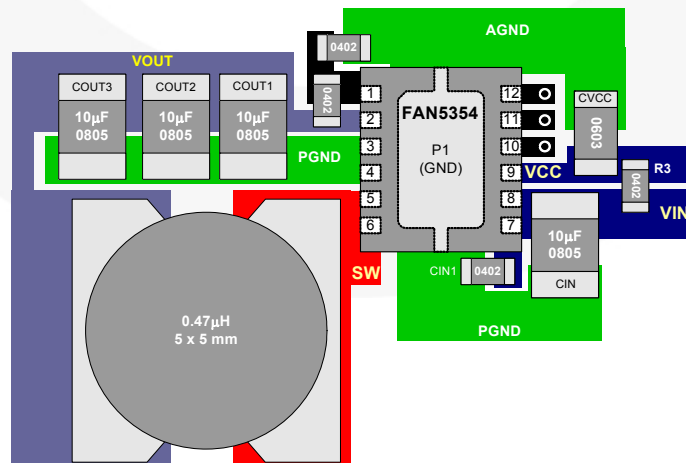 AGND
0402
VOUT
COUT3
COUT2
COUT1
10µF
0805
10µF
0805
10µF
0805
0402
1
2
3
4
5
6
FAN5354
P1
(GND)
12
11
10
9
8
7
CVCC
0603
PGND
VCC
R3
0402
VIN
10µF
0805
CIN
SW
CIN1
0402
PGND
0.47µH
5 x 5 mm